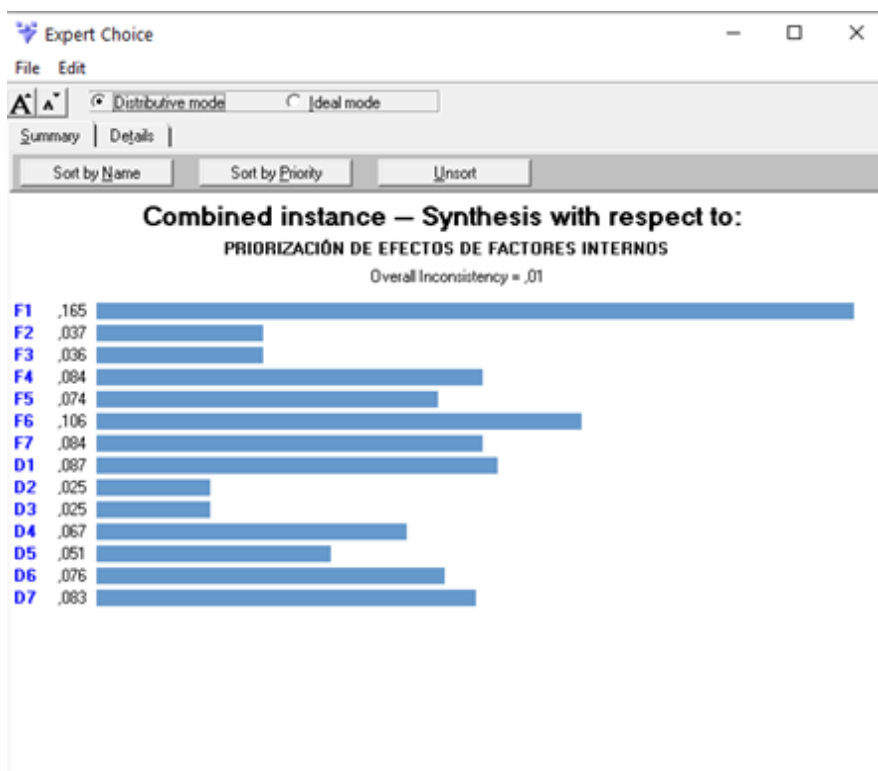 Expert Choice
File Edit
A A Distributive mode Ideal mode
Summary Details
Sort by Name Sort by Priority Unsort
Combined instance — Synthesis with respect to:
PRIORIZACIÓN DE EFECTOS DE FACTORES INTERNOS
Overall Inconsistency = ,01
F1 ,165
F2 ,037
F3 ,036
F4 ,084
F5 ,074
F6 ,106
F7 ,084
D1 ,087
D2 ,025
D3 ,025
D4 ,067
D5 ,051
D6 ,076
D7 ,083